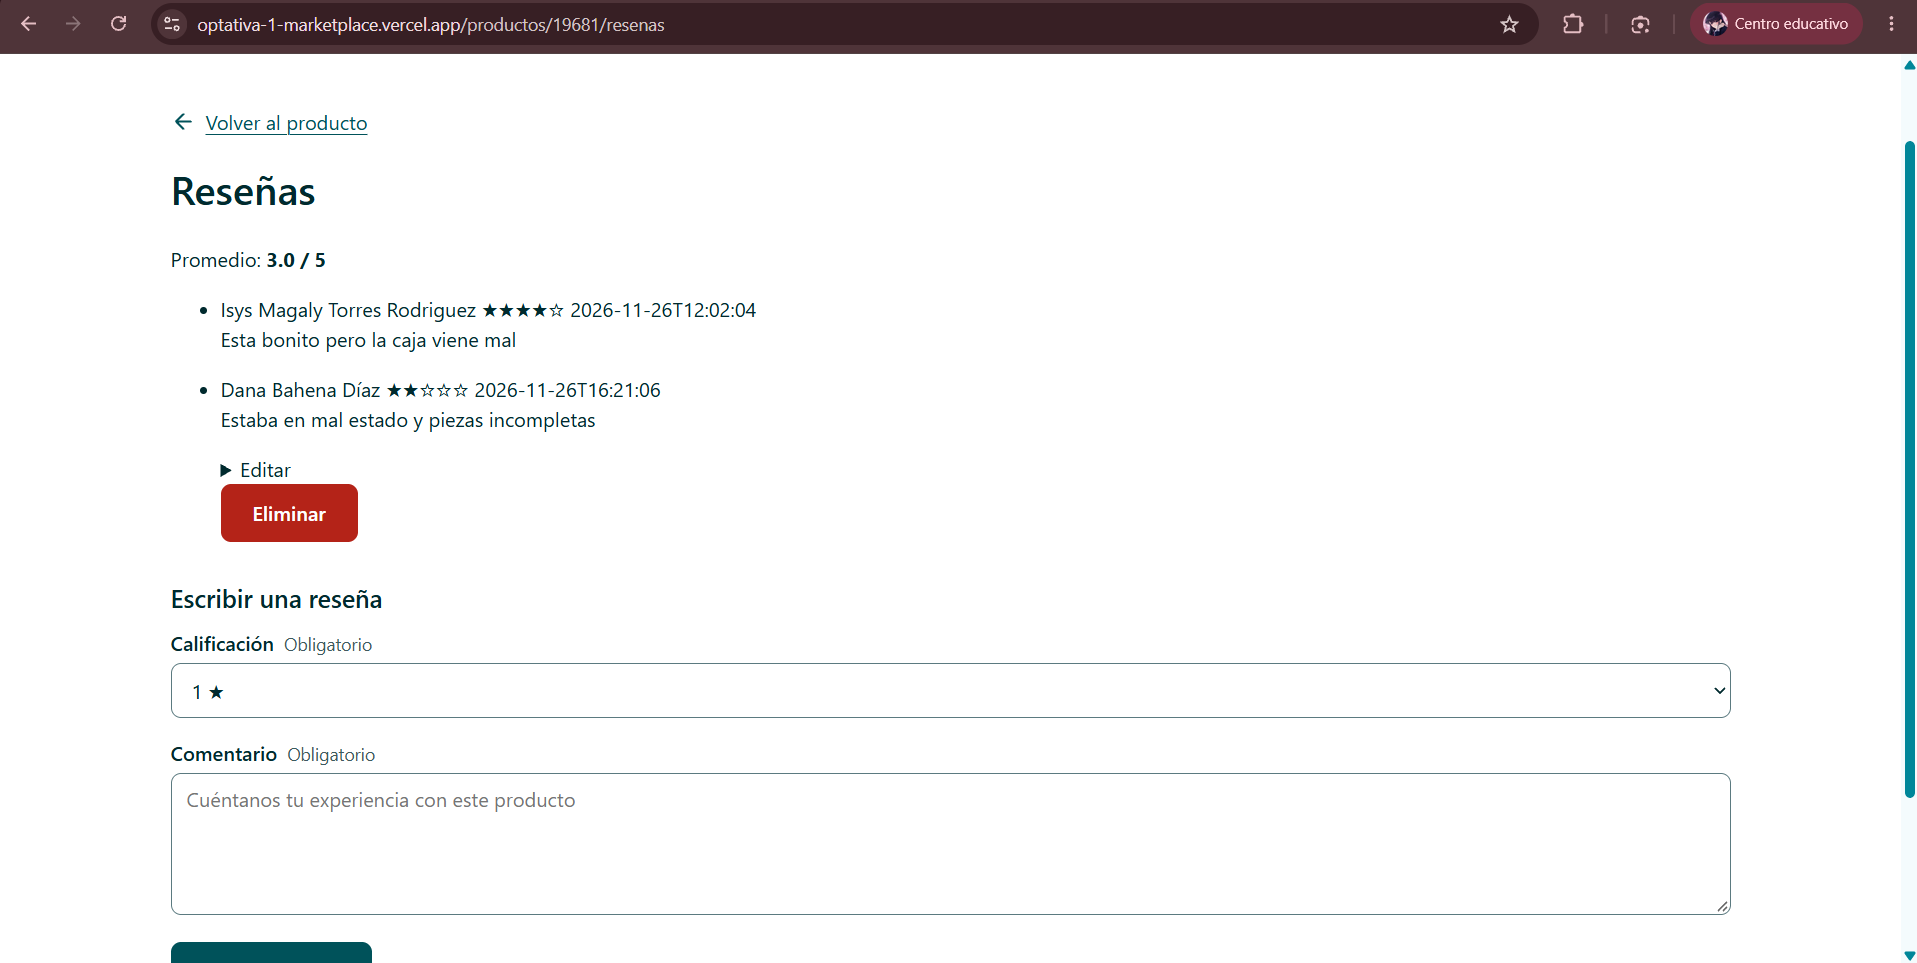 optativa-1-marketplace.vercel.app/productos/19681/resenas
Centro educativo
Volver al producto
Reseñas
Promedio: 3.0 / 5
Isys Magaly Torres Rodriguez ★★★★☆ 2026-11-26T12:02:04
Esta bonito pero la caja viene mal
Dana Bahena Díaz ★★☆☆☆ 2026-11-26T16:21:06
Estaba en mal estado y piezas incompletas
Editar
Eliminar
Escribir una reseña
Calificación Obligatorio
1 ★
Comentario Obligatorio
Cuéntanos tu experiencia con este producto